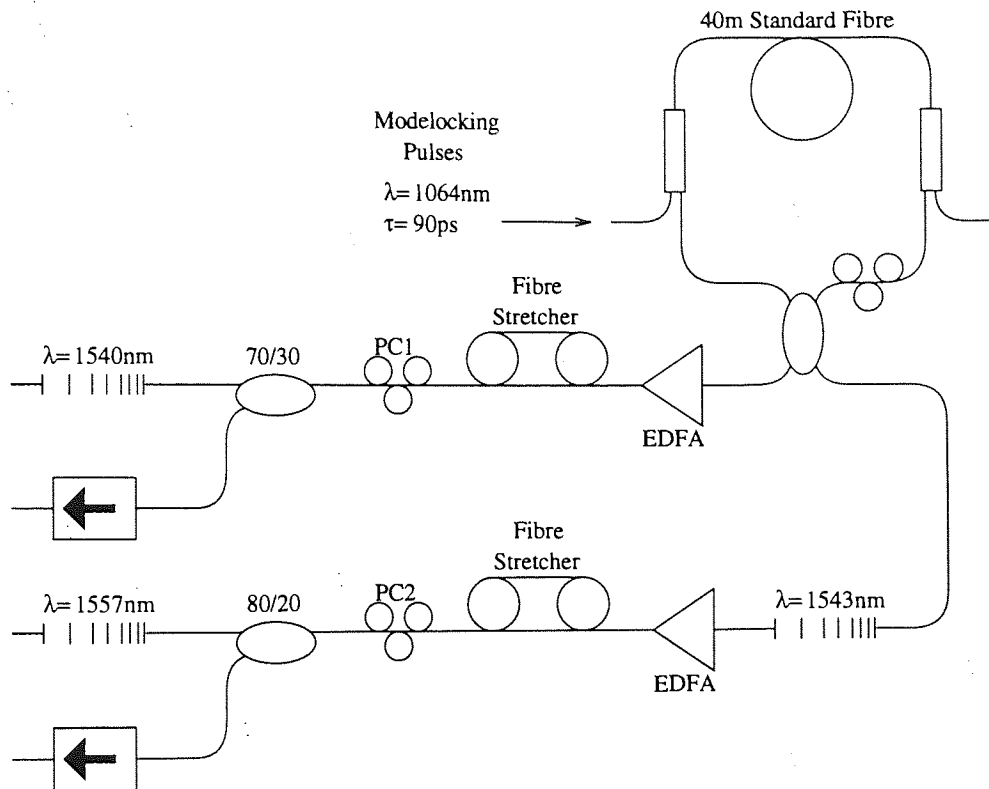 40m Standard Fibre
Modelocking
Pulses
λ= 1064nm
τ= 90ps
Fibre
Stretcher
λ= 1540nm
70/30
PC1
EDFA
Fibre
Stretcher
λ= 1557nm
80/20
PC2
λ= 1543nm
EDFA